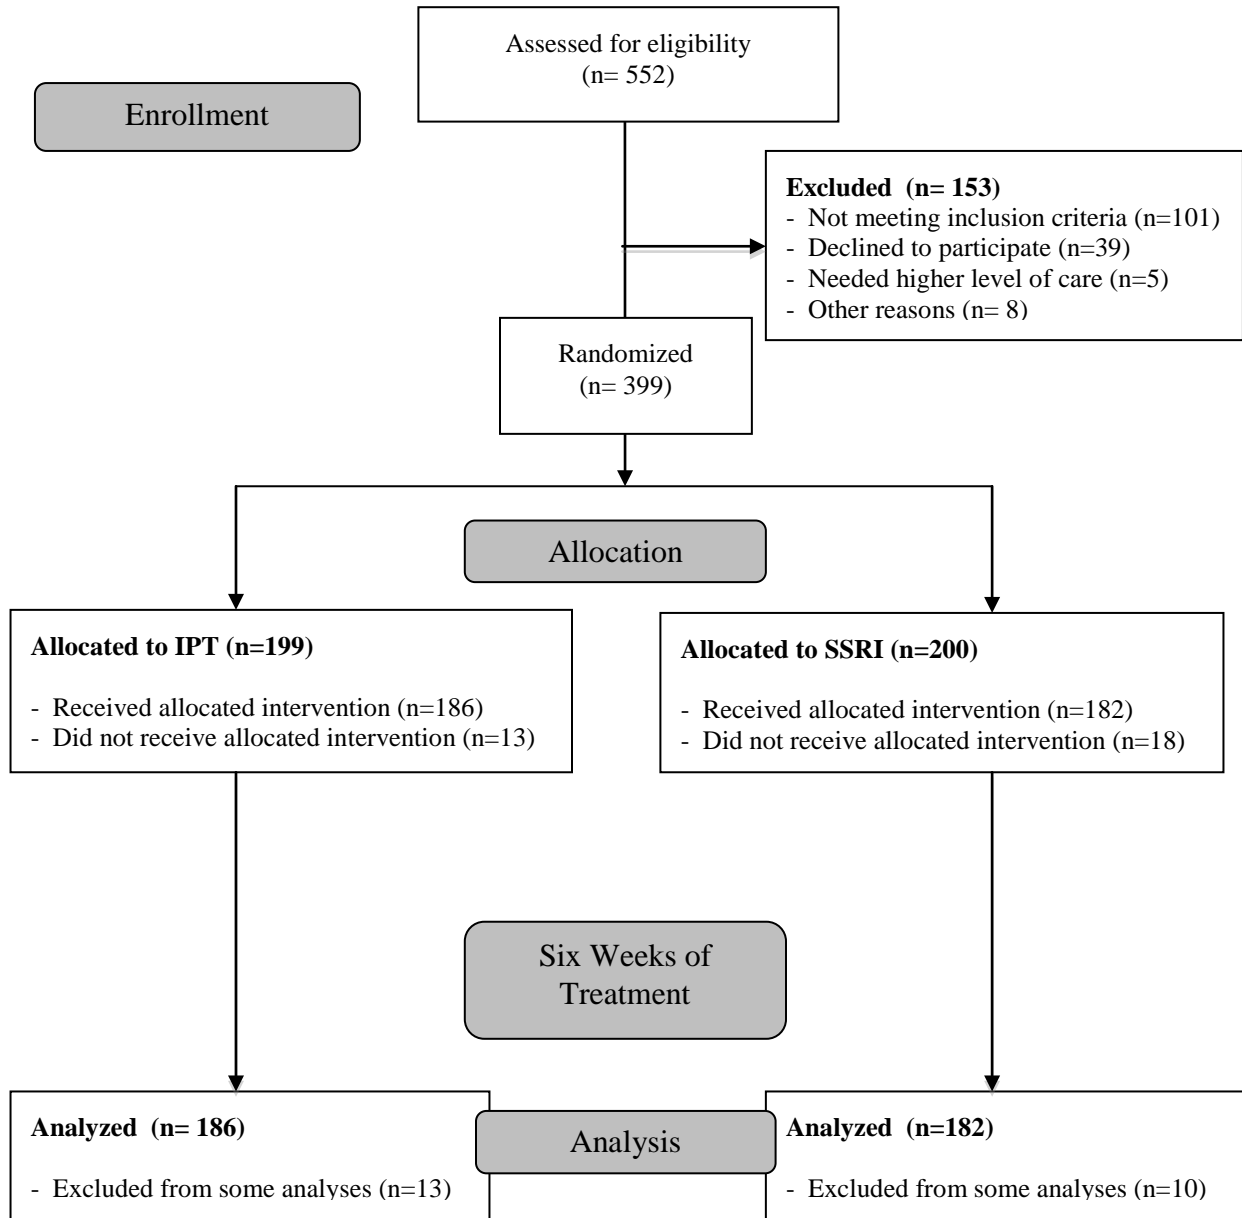 Assessed for eligibility
(n= 552)
Enrollment
Excluded (n= 153)
- Not meeting inclusion criteria (n=101)
- Declined to participate (n=39)
- Needed higher level of care (n=5)
- Other reasons (n= 8)
Randomized
(n= 399)
Allocation
Allocated to IPT (n=199)
- Received allocated intervention (n=186)
- Did not receive allocated intervention (n=13)
Allocated to SSRI (n=200)
- Received allocated intervention (n=182)
- Did not receive allocated intervention (n=18)
Six Weeks of
Treatment
Analysis
Analyzed (n= 186)
- Excluded from some analyses (n=13)
Analyzed (n=182)
- Excluded from some analyses (n=10)